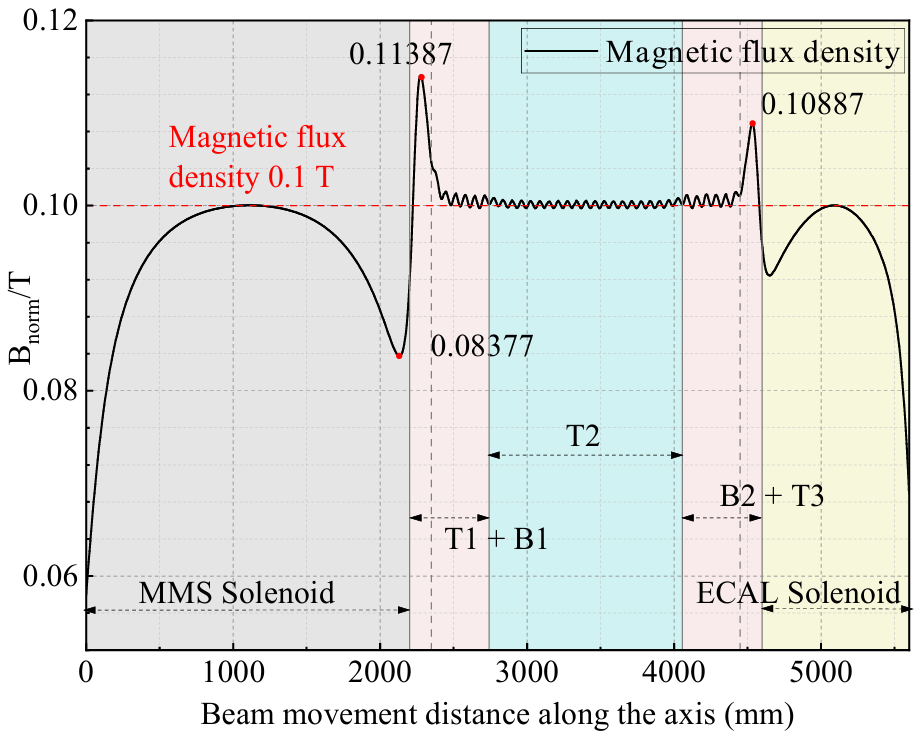 0.12
0.10
0.08
0.06
B_norm/T
0.11387
Magnetic flux density
0.10887
Magnetic flux
density 0.1 T
0.08377
T2
B2 + T3
T1 + B1
MMS Solenoid
ECAL Solenoid
0 1000 2000 3000 4000 5000
Beam movement distance along the axis (mm)